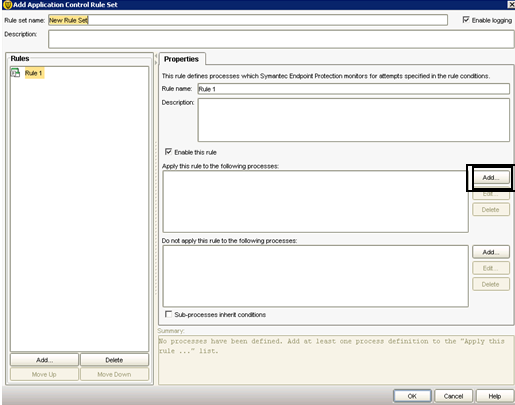 Add Application Control Rule Set
Rule set name: New Rule Set
Enable logging
Description:
Rules
Rule 1
Add...
Delete
Move Up
Move Down
Properties
This rule defines processes which Symantec Endpoint Protection monitors for attempts specified in the rule conditions.
Rule name: Rule 1
Description:
Enable this rule
Apply this rule to the following processes:
Add...
Edit...
Delete
Do not apply this rule to the following processes:
Add...
Edit...
Delete
Sub-processes inherit conditions
Summary:
No processes have been defined. Add at least one process definition to the "Apply this
rule ..." list.
OK
Cancel
Help